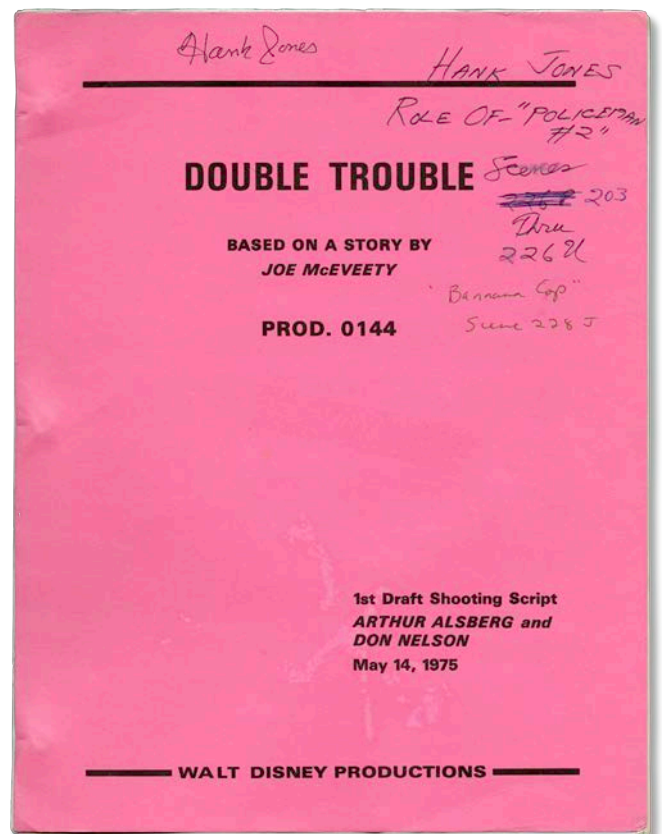 Hank Jones
HANK JONES
ROLE OF - "POLICEMAN
#2"
DOUBLE TROUBLE
Scenes
203
Thru
226 U
BASED ON A STORY BY
JOE McEVEETY
"Bannana Cop"
Scene 228 J
PROD. 0144
1st Draft Shooting Script
ARTHUR ALSBERG and
DON NELSON
May 14, 1975
WALT DISNEY PRODUCTIONS